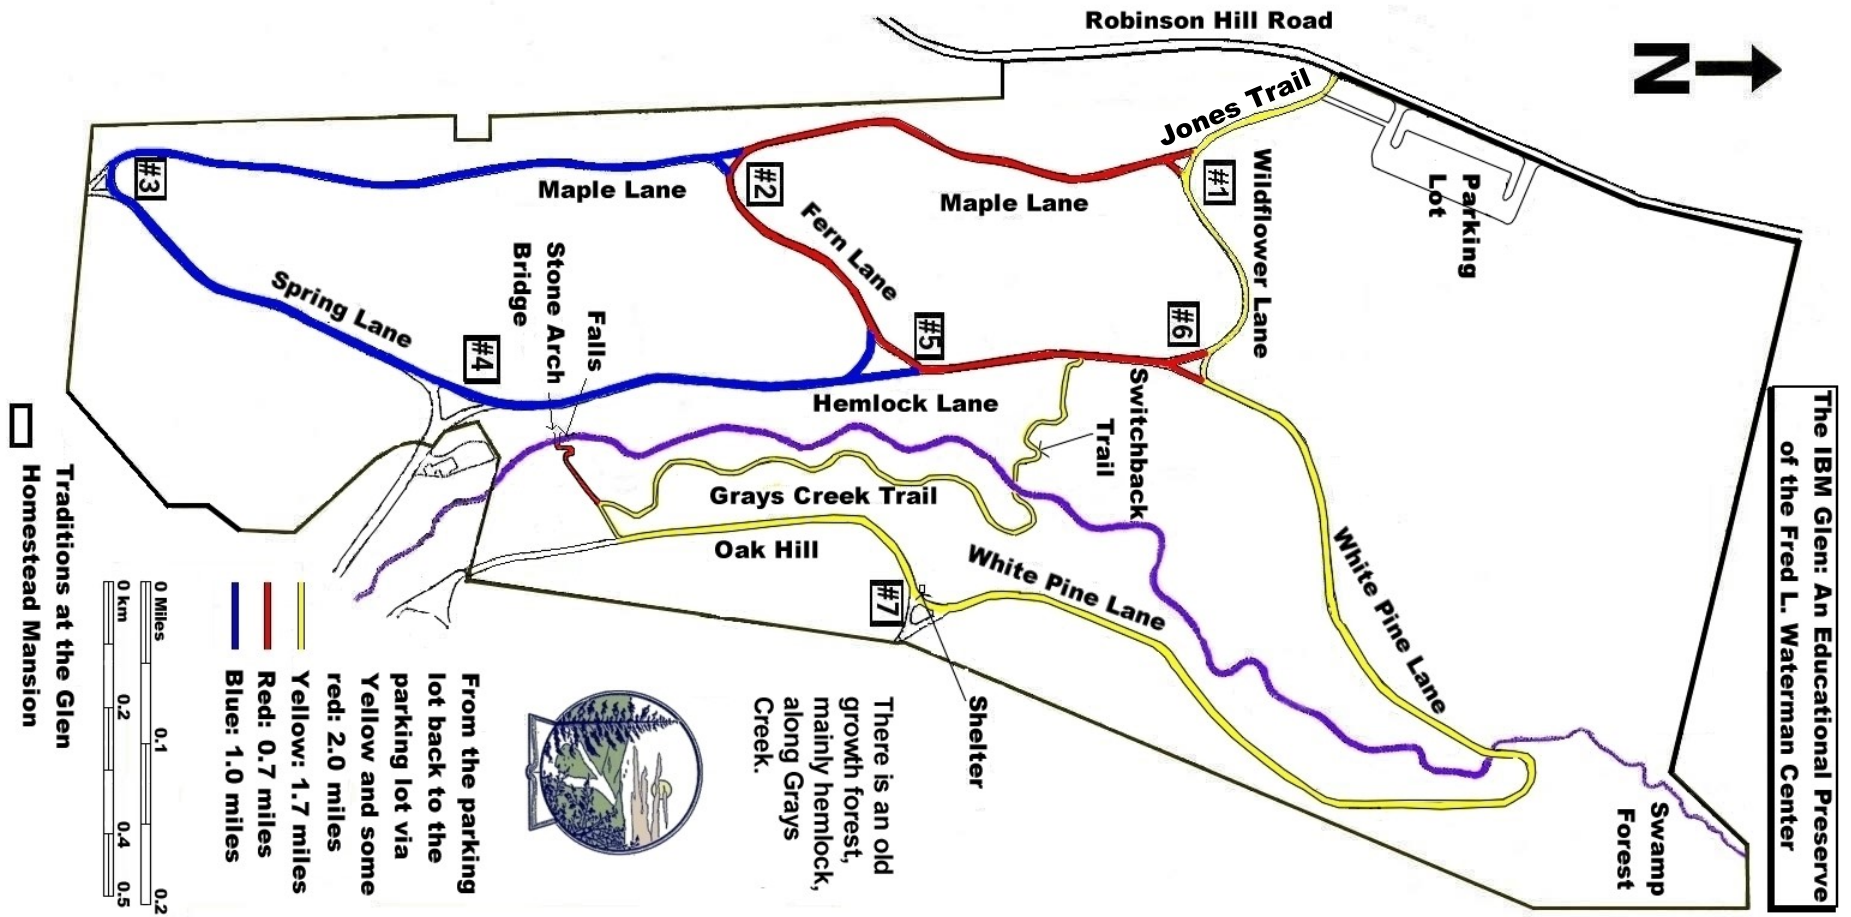 Robinson Hill Road
N
The IBM Glen: An Educational Preserve
of the Fred L. Waterman Center
Jones Trail
Parking
Lot
Wildflower Lane
#1
#2
#3
#4
#5
#6
#7
Maple Lane
Maple Lane
Fern Lane
Spring Lane
Stone Arch
Bridge
Falls
Hemlock Lane
Switchback
Trail
Grays Creek Trail
Oak Hill
White Pine Lane
White Pine Lane
Shelter
Swamp
Forest
There is an old
growth forest,
mainly hemlock,
along Grays
Creek.
From the parking
lot back to the
parking lot via
Yellow and some
red: 2.0 miles
Yellow: 1.7 miles
Red: 0.7 miles
Blue: 1.0 miles
0 Miles
0.1
0.2
0 km
0.2
0.4
0.5
Traditions at the Glen
Homestead Mansion